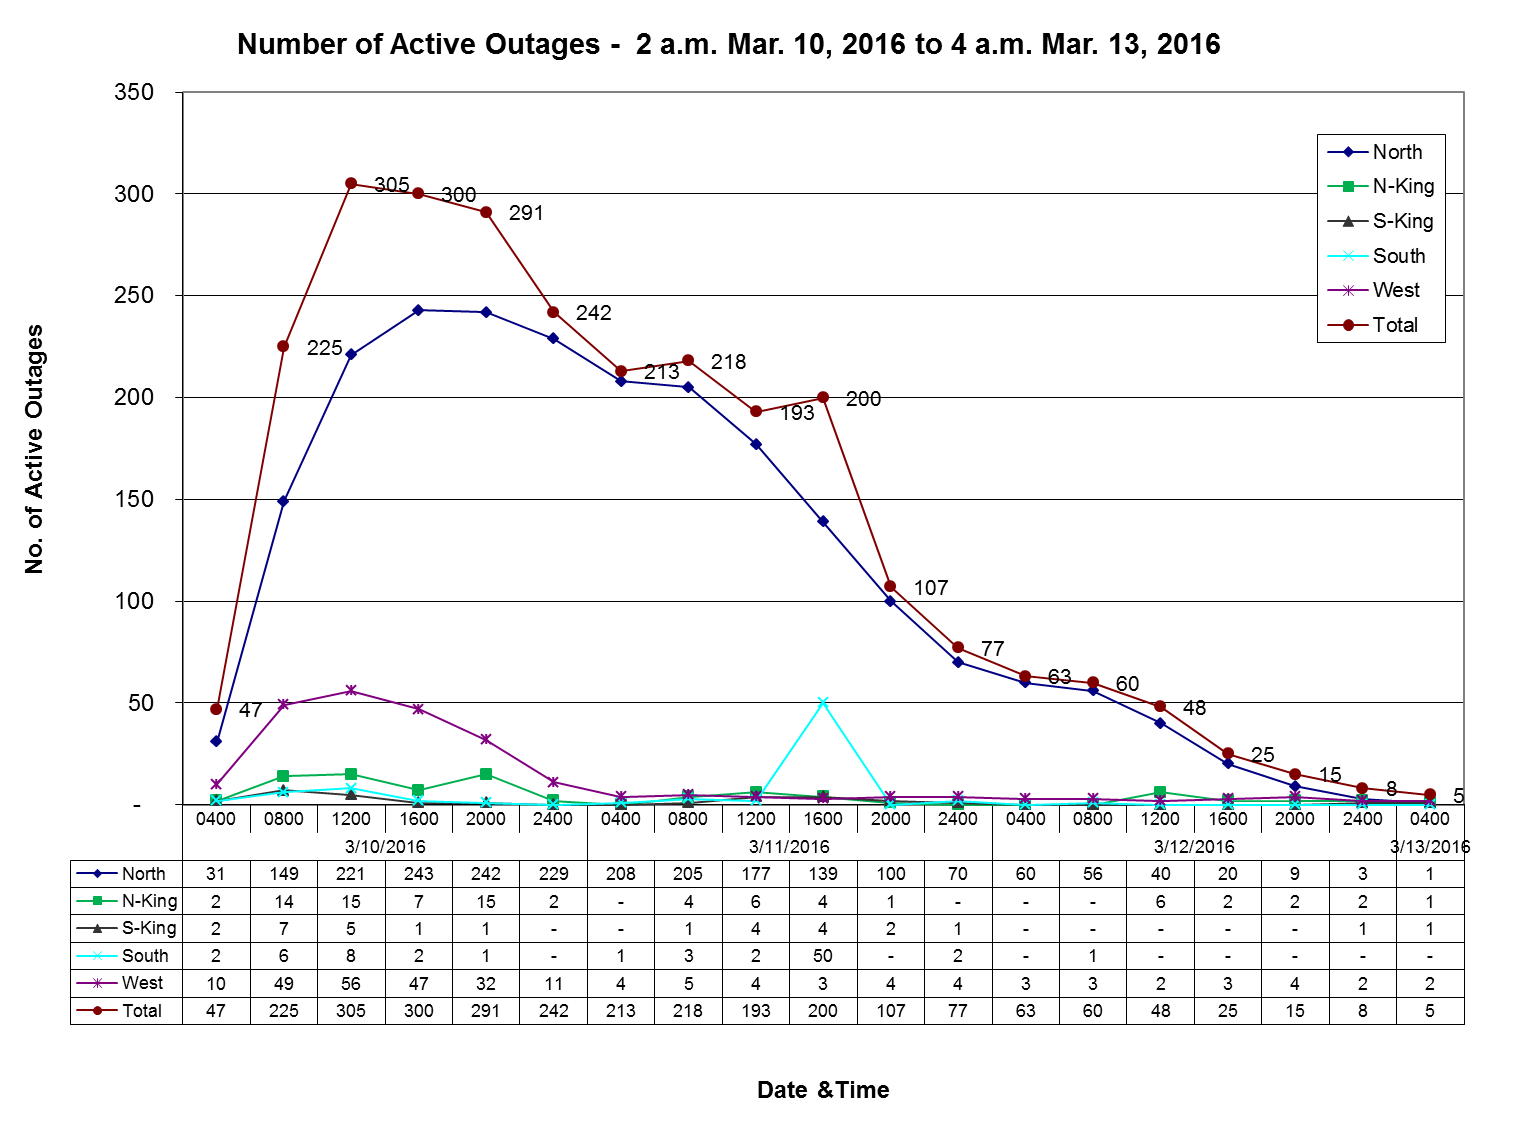 Number of Active Outages -  2 a.m. Mar. 10, 2016 to 4 a.m. Mar. 13, 2016
No. of Active Outages
350
300
250
200
150
100
50
-
North
N-King
S-King
South
West
Total
47
225
305
300
291
242
213
218
193
200
107
77
63
60
48
25
15
8
5
0400 0800 1200 1600 2000 2400 0400 0800 1200 1600 2000 2400 0400 0800 1200 1600 2000 2400 0400
3/10/2016 3/11/2016 3/12/2016 3/13/2016
North 31 149 221 243 242 229 208 205 177 139 100 70 60 56 40 20 9 3 1
N-King 2 14 15 7 15 2 - 4 6 4 1 - - - 6 2 2 2 1
S-King 2 7 5 1 1 - - 1 4 4 2 1 - - - - - 1 1
South 2 6 8 2 1 - 1 3 2 50 - 2 - 1 - - - - -
West 10 49 56 47 32 11 4 5 4 3 4 4 3 3 2 3 4 2 2
Total 47 225 305 300 291 242 213 218 193 200 107 77 63 60 48 25 15 8 5
Date &Time